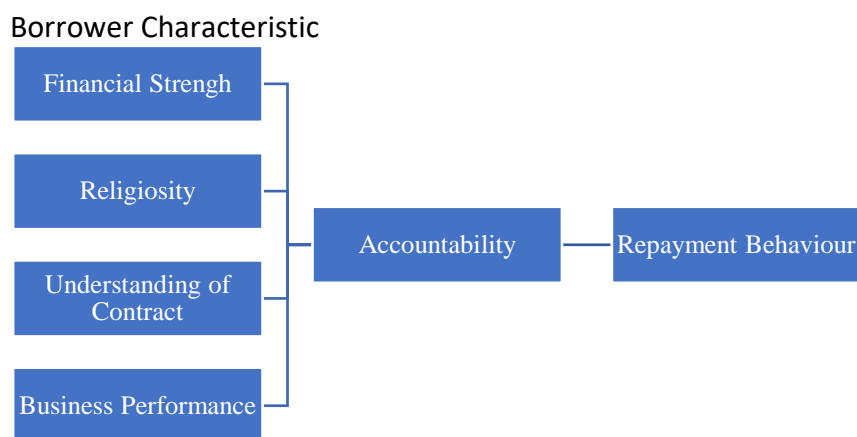 Borrower Characteristic
Financial Strengh
Religiosity
Understanding of
Contract
Business Performance
Accountability
Repayment Behaviour